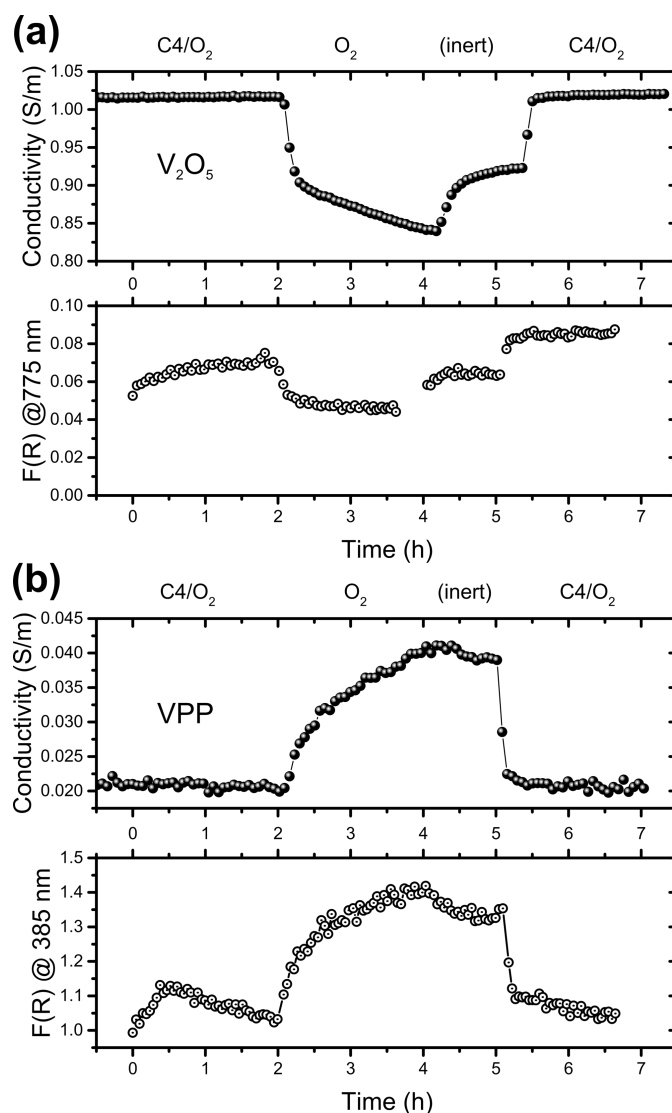 (a)
C4/O₂ O₂ (inert) C4/O₂
Conductivity (S/m)
1.05
1.00
0.95
0.90
0.85
0.80
V₂O₅
0 1 2 3 4 5 6 7
F(R) @775 nm
0.10
0.08
0.06
0.04
0.02
0.00
0 1 2 3 4 5 6 7
Time (h)
(b)
C4/O₂ O₂ (inert) C4/O₂
Conductivity (S/m)
0.045
0.040
0.035
0.030
0.025
0.020
VPP
0 1 2 3 4 5 6 7
F(R) @ 385 nm
1.5
1.4
1.3
1.2
1.1
1.0
0 1 2 3 4 5 6 7
Time (h)